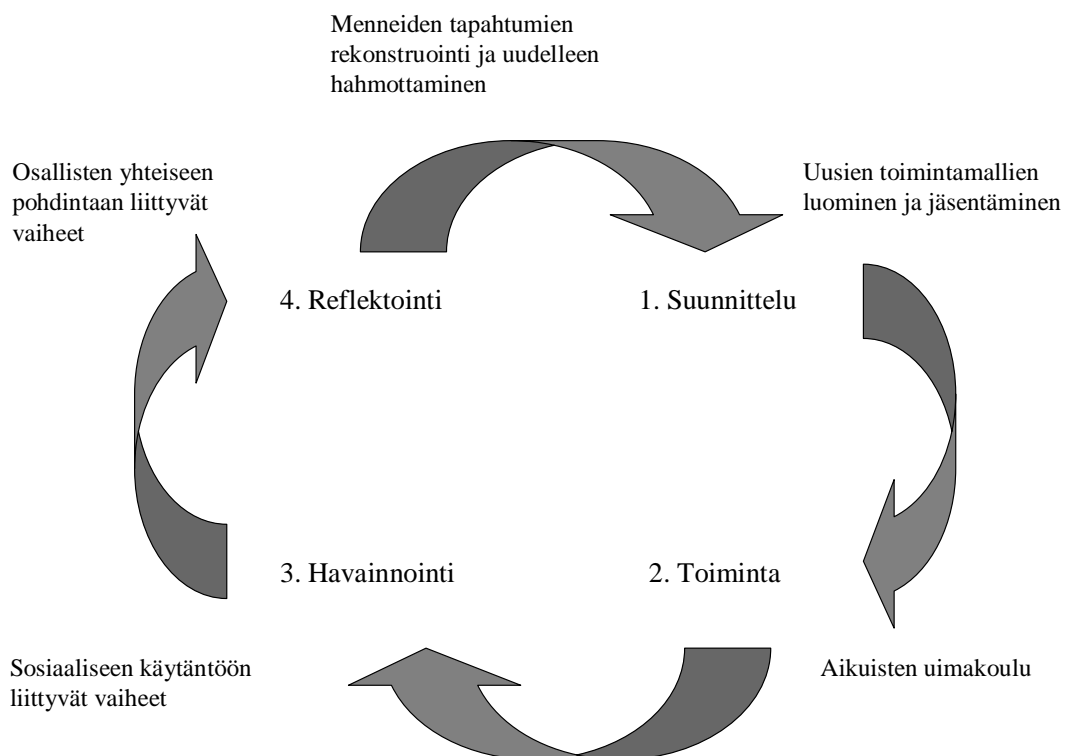 Menneiden tapahtumien
rekonstruointi ja uudelleen
hahmottaminen
Osallisten yhteiseen
pohdintaan liittyvät
vaiheet
Uusien toimintamallien
luominen ja jäsentäminen
4. Reflektointi
1. Suunnittelu
3. Havainnointi
2. Toiminta
Sosiaaliseen käytäntöön
liittyvät vaiheet
Aikuisten uimakoulu